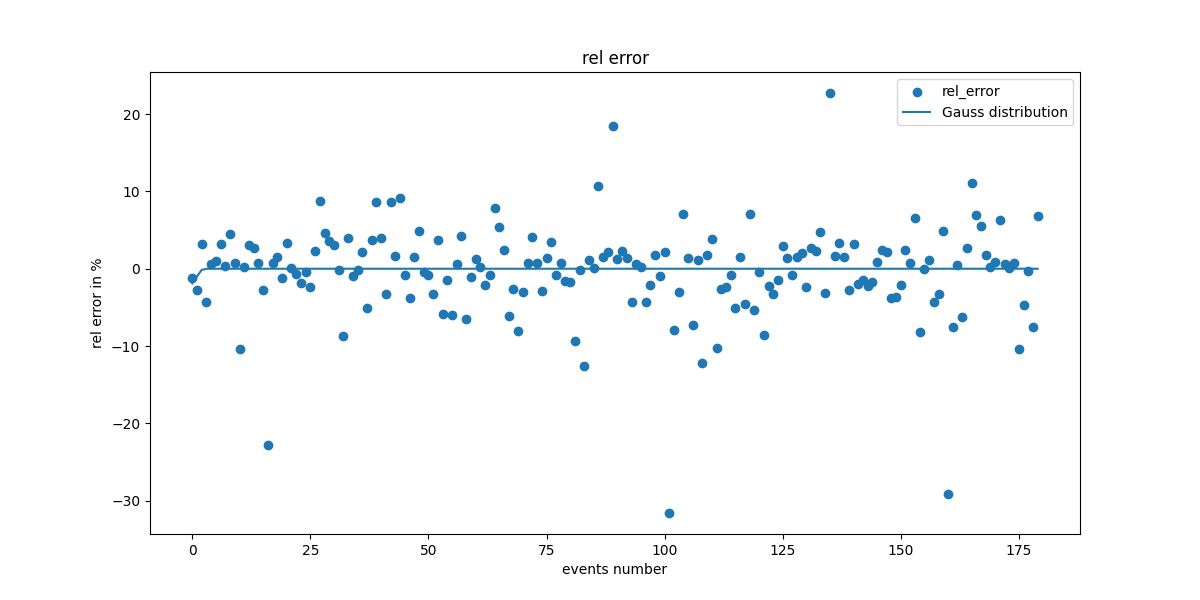 rel error
rel_error
Gauss distribution
20
10
0
−10
−20
−30
rel error in %
0 25 50 75 100 125 150 175
events number